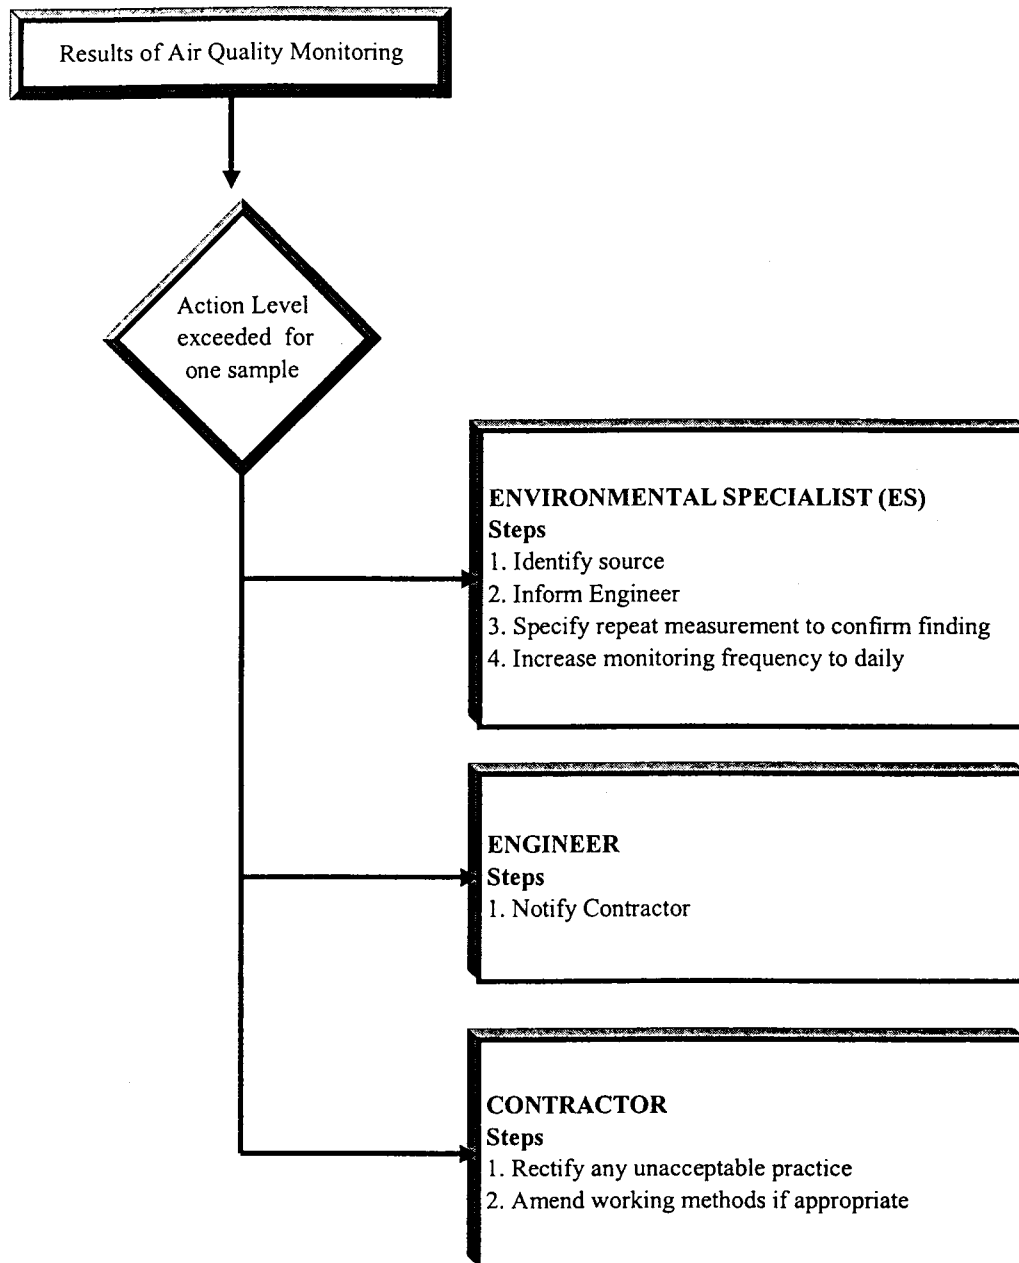 Results of Air Quality Monitoring
Action Level
exceeded for
one sample
ENVIRONMENTAL SPECIALIST (ES)
Steps
1. Identify source
2. Inform Engineer
3. Specify repeat measurement to confirm finding
4. Increase monitoring frequency to daily
ENGINEER
Steps
1. Notify Contractor
CONTRACTOR
Steps
1. Rectify any unacceptable practice
2. Amend working methods if appropriate